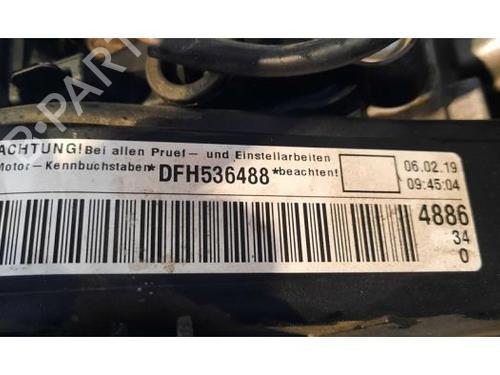 ACHTUNG! Bei allen Pruef- und Einstellarbeiten
Motor-Kennbuchstaben *DFH536488* beachten!
06.02.19
09:45:04
4886
34
0